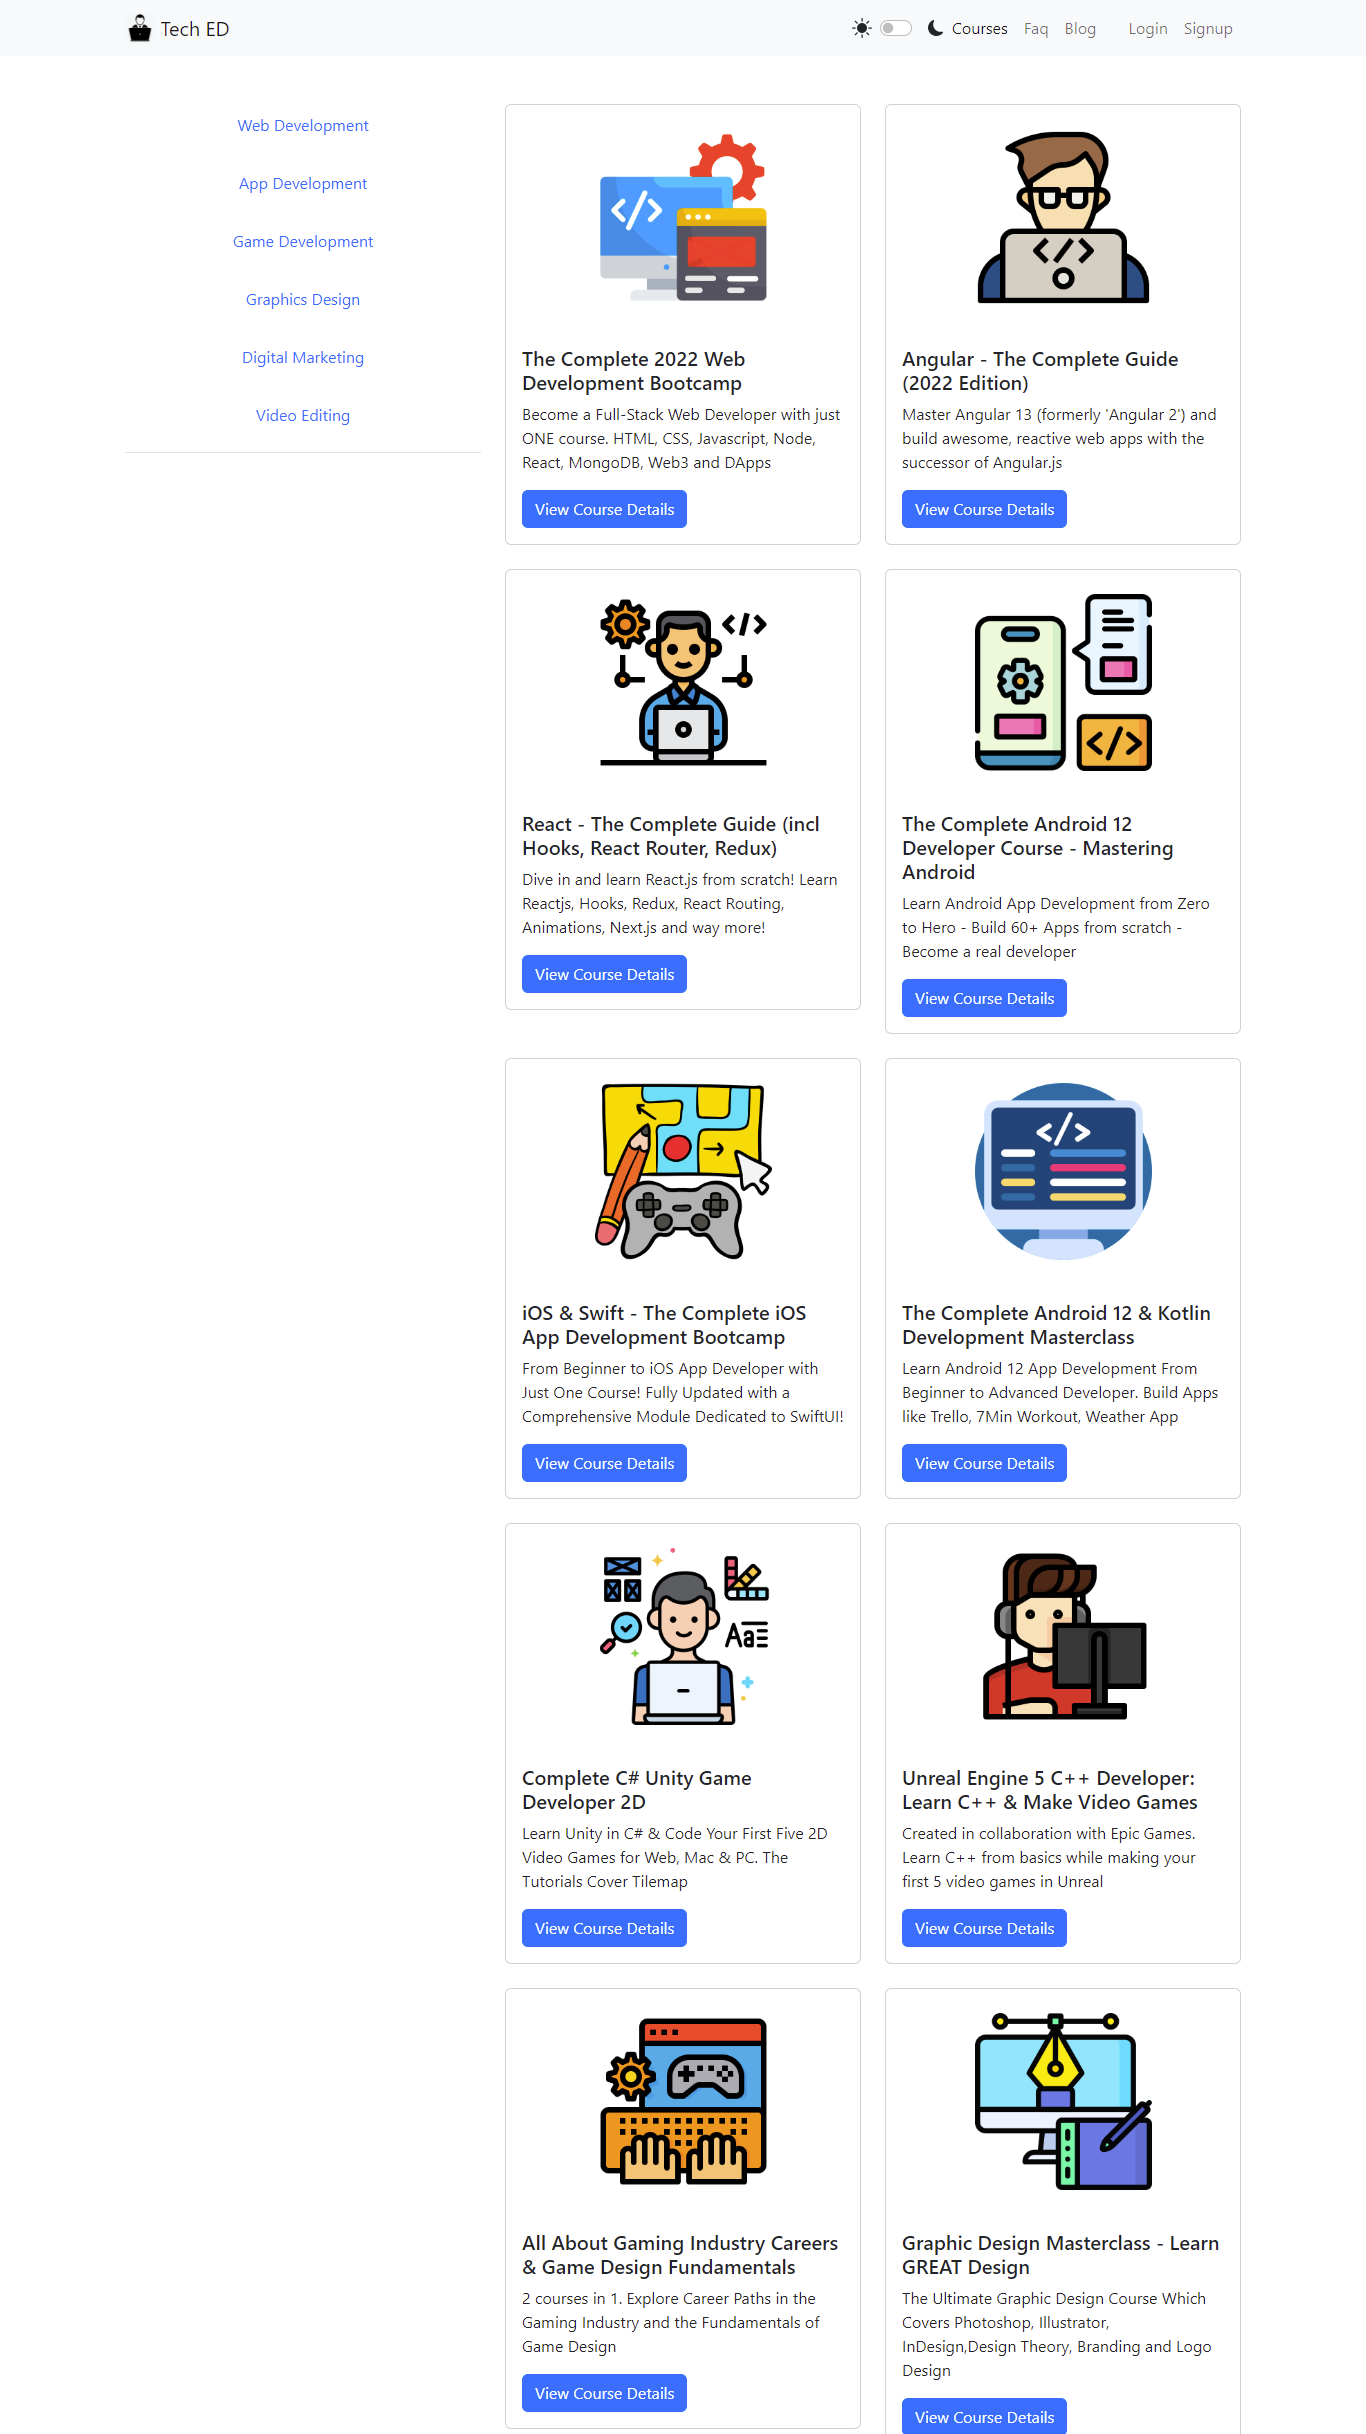 Tech ED
Courses Faq Blog Login Signup
Web Development
App Development
Game Development
Graphics Design
Digital Marketing
Video Editing
The Complete 2022 Web
Development Bootcamp
Become a Full-Stack Web Developer with just
ONE course. HTML, CSS, Javascript, Node,
React, MongoDB, Web3 and DApps
View Course Details
Angular - The Complete Guide
(2022 Edition)
Master Angular 13 (formerly 'Angular 2') and
build awesome, reactive web apps with the
successor of Angular.js
View Course Details
React - The Complete Guide (incl
Hooks, React Router, Redux)
Dive in and learn React.js from scratch! Learn
Reactjs, Hooks, Redux, React Routing,
Animations, Next.js and way more!
View Course Details
The Complete Android 12
Developer Course - Mastering
Android
Learn Android App Development from Zero
to Hero - Build 60+ Apps from scratch -
Become a real developer
View Course Details
iOS & Swift - The Complete iOS
App Development Bootcamp
From Beginner to iOS App Developer with
Just One Course! Fully Updated with a
Comprehensive Module Dedicated to SwiftUI!
View Course Details
The Complete Android 12 & Kotlin
Development Masterclass
Learn Android 12 App Development From
Beginner to Advanced Developer. Build Apps
like Trello, 7Min Workout, Weather App
View Course Details
Aa
Complete C# Unity Game
Developer 2D
Learn Unity in C# & Code Your First Five 2D
Video Games for Web, Mac & PC. The
Tutorials Cover Tilemap
View Course Details
Unreal Engine 5 C++ Developer:
Learn C++ & Make Video Games
Created in collaboration with Epic Games.
Learn C++ from basics while making your
first 5 video games in Unreal
View Course Details
All About Gaming Industry Careers
& Game Design Fundamentals
2 courses in 1. Explore Career Paths in the
Gaming Industry and the Fundamentals of
Game Design
View Course Details
Graphic Design Masterclass - Learn
GREAT Design
The Ultimate Graphic Design Course Which
Covers Photoshop, Illustrator,
InDesign,Design Theory, Branding and Logo
Design
View Course Details